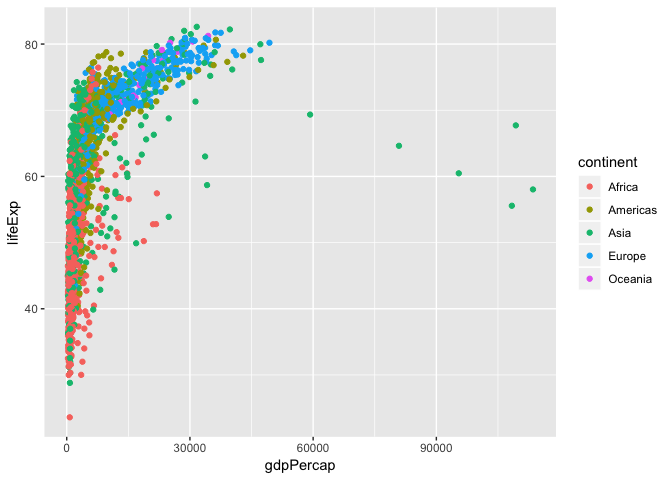 80
60
40
lifeExp
0 30000 60000 90000
gdpPercap
continent
Africa
Americas
Asia
Europe
Oceania